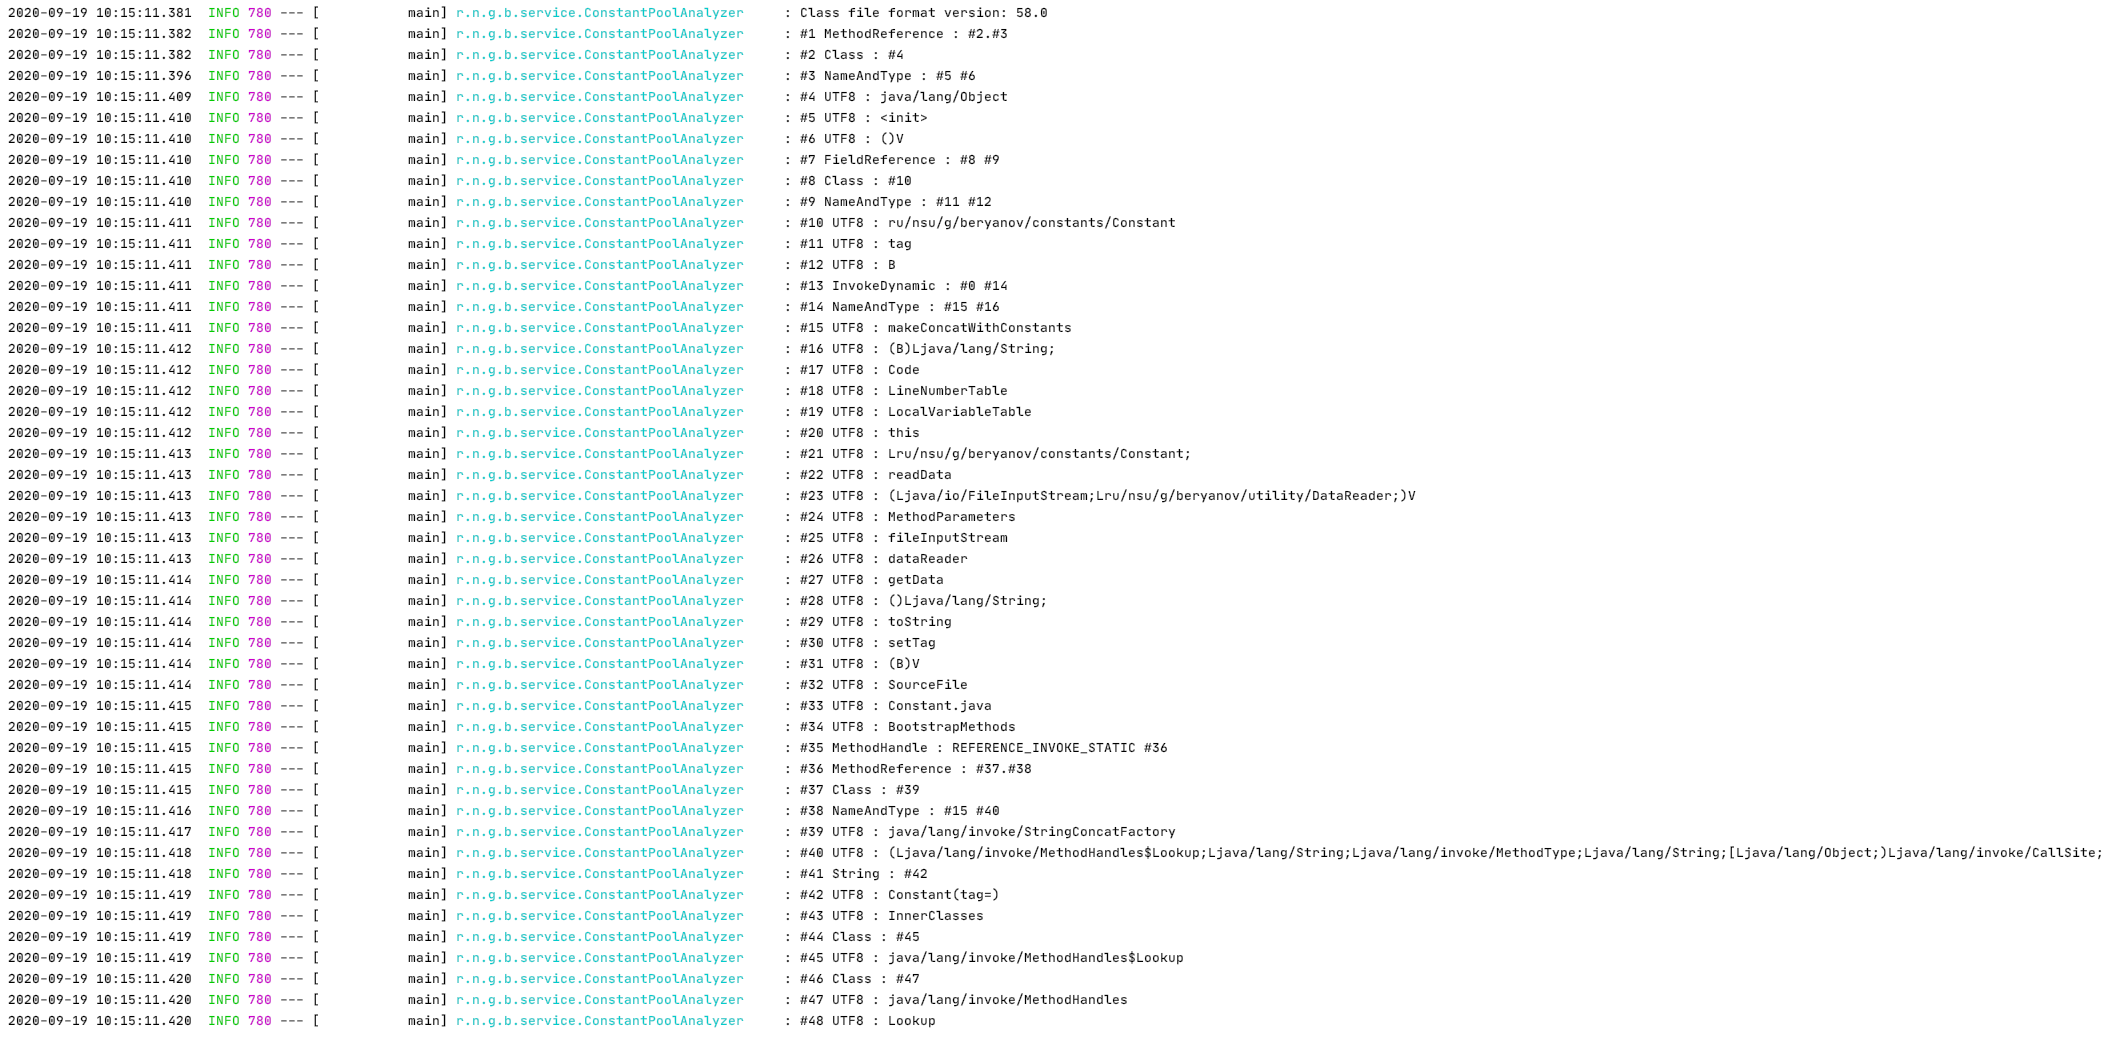 2020-09-19 10:15:11.381  INFO 780 --- [           main] r.n.g.b.service.ConstantPoolAnalyzer     : Class file format version: 58.0
2020-09-19 10:15:11.382  INFO 780 --- [           main] r.n.g.b.service.ConstantPoolAnalyzer     : #1 MethodReference : #2.#3
2020-09-19 10:15:11.382  INFO 780 --- [           main] r.n.g.b.service.ConstantPoolAnalyzer     : #2 Class : #4
2020-09-19 10:15:11.396  INFO 780 --- [           main] r.n.g.b.service.ConstantPoolAnalyzer     : #3 NameAndType : #5 #6
2020-09-19 10:15:11.409  INFO 780 --- [           main] r.n.g.b.service.ConstantPoolAnalyzer     : #4 UTF8 : java/lang/Object
2020-09-19 10:15:11.410  INFO 780 --- [           main] r.n.g.b.service.ConstantPoolAnalyzer     : #5 UTF8 : <init>
2020-09-19 10:15:11.410  INFO 780 --- [           main] r.n.g.b.service.ConstantPoolAnalyzer     : #6 UTF8 : ()V
2020-09-19 10:15:11.410  INFO 780 --- [           main] r.n.g.b.service.ConstantPoolAnalyzer     : #7 FieldReference : #8 #9
2020-09-19 10:15:11.410  INFO 780 --- [           main] r.n.g.b.service.ConstantPoolAnalyzer     : #8 Class : #10
2020-09-19 10:15:11.410  INFO 780 --- [           main] r.n.g.b.service.ConstantPoolAnalyzer     : #9 NameAndType : #11 #12
2020-09-19 10:15:11.411  INFO 780 --- [           main] r.n.g.b.service.ConstantPoolAnalyzer     : #10 UTF8 : ru/nsu/g/beryanov/constants/Constant
2020-09-19 10:15:11.411  INFO 780 --- [           main] r.n.g.b.service.ConstantPoolAnalyzer     : #11 UTF8 : tag
2020-09-19 10:15:11.411  INFO 780 --- [           main] r.n.g.b.service.ConstantPoolAnalyzer     : #12 UTF8 : B
2020-09-19 10:15:11.411  INFO 780 --- [           main] r.n.g.b.service.ConstantPoolAnalyzer     : #13 InvokeDynamic : #0 #14
2020-09-19 10:15:11.411  INFO 780 --- [           main] r.n.g.b.service.ConstantPoolAnalyzer     : #14 NameAndType : #15 #16
2020-09-19 10:15:11.411  INFO 780 --- [           main] r.n.g.b.service.ConstantPoolAnalyzer     : #15 UTF8 : makeConcatWithConstants
2020-09-19 10:15:11.412  INFO 780 --- [           main] r.n.g.b.service.ConstantPoolAnalyzer     : #16 UTF8 : (B)Ljava/lang/String;
2020-09-19 10:15:11.412  INFO 780 --- [           main] r.n.g.b.service.ConstantPoolAnalyzer     : #17 UTF8 : Code
2020-09-19 10:15:11.412  INFO 780 --- [           main] r.n.g.b.service.ConstantPoolAnalyzer     : #18 UTF8 : LineNumberTable
2020-09-19 10:15:11.412  INFO 780 --- [           main] r.n.g.b.service.ConstantPoolAnalyzer     : #19 UTF8 : LocalVariableTable
2020-09-19 10:15:11.412  INFO 780 --- [           main] r.n.g.b.service.ConstantPoolAnalyzer     : #20 UTF8 : this
2020-09-19 10:15:11.413  INFO 780 --- [           main] r.n.g.b.service.ConstantPoolAnalyzer     : #21 UTF8 : Lru/nsu/g/beryanov/constants/Constant;
2020-09-19 10:15:11.413  INFO 780 --- [           main] r.n.g.b.service.ConstantPoolAnalyzer     : #22 UTF8 : readData
2020-09-19 10:15:11.413  INFO 780 --- [           main] r.n.g.b.service.ConstantPoolAnalyzer     : #23 UTF8 : (Ljava/io/FileInputStream;Lru/nsu/g/beryanov/utility/DataReader;)V
2020-09-19 10:15:11.413  INFO 780 --- [           main] r.n.g.b.service.ConstantPoolAnalyzer     : #24 UTF8 : MethodParameters
2020-09-19 10:15:11.413  INFO 780 --- [           main] r.n.g.b.service.ConstantPoolAnalyzer     : #25 UTF8 : fileInputStream
2020-09-19 10:15:11.413  INFO 780 --- [           main] r.n.g.b.service.ConstantPoolAnalyzer     : #26 UTF8 : dataReader
2020-09-19 10:15:11.414  INFO 780 --- [           main] r.n.g.b.service.ConstantPoolAnalyzer     : #27 UTF8 : getData
2020-09-19 10:15:11.414  INFO 780 --- [           main] r.n.g.b.service.ConstantPoolAnalyzer     : #28 UTF8 : ()Ljava/lang/String;
2020-09-19 10:15:11.414  INFO 780 --- [           main] r.n.g.b.service.ConstantPoolAnalyzer     : #29 UTF8 : toString
2020-09-19 10:15:11.414  INFO 780 --- [           main] r.n.g.b.service.ConstantPoolAnalyzer     : #30 UTF8 : setTag
2020-09-19 10:15:11.414  INFO 780 --- [           main] r.n.g.b.service.ConstantPoolAnalyzer     : #31 UTF8 : (B)V
2020-09-19 10:15:11.414  INFO 780 --- [           main] r.n.g.b.service.ConstantPoolAnalyzer     : #32 UTF8 : SourceFile
2020-09-19 10:15:11.415  INFO 780 --- [           main] r.n.g.b.service.ConstantPoolAnalyzer     : #33 UTF8 : Constant.java
2020-09-19 10:15:11.415  INFO 780 --- [           main] r.n.g.b.service.ConstantPoolAnalyzer     : #34 UTF8 : BootstrapMethods
2020-09-19 10:15:11.415  INFO 780 --- [           main] r.n.g.b.service.ConstantPoolAnalyzer     : #35 MethodHandle : REFERENCE_INVOKE_STATIC #36
2020-09-19 10:15:11.415  INFO 780 --- [           main] r.n.g.b.service.ConstantPoolAnalyzer     : #36 MethodReference : #37.#38
2020-09-19 10:15:11.415  INFO 780 --- [           main] r.n.g.b.service.ConstantPoolAnalyzer     : #37 Class : #39
2020-09-19 10:15:11.416  INFO 780 --- [           main] r.n.g.b.service.ConstantPoolAnalyzer     : #38 NameAndType : #15 #40
2020-09-19 10:15:11.417  INFO 780 --- [           main] r.n.g.b.service.ConstantPoolAnalyzer     : #39 UTF8 : java/lang/invoke/StringConcatFactory
2020-09-19 10:15:11.418  INFO 780 --- [           main] r.n.g.b.service.ConstantPoolAnalyzer     : #40 UTF8 : (Ljava/lang/invoke/MethodHandles$Lookup;Ljava/lang/String;Ljava/lang/invoke/MethodType;Ljava/lang/String;[Ljava/lang/Object;)Ljava/lang/invoke/CallSite;
2020-09-19 10:15:11.418  INFO 780 --- [           main] r.n.g.b.service.ConstantPoolAnalyzer     : #41 String : #42
2020-09-19 10:15:11.419  INFO 780 --- [           main] r.n.g.b.service.ConstantPoolAnalyzer     : #42 UTF8 : Constant(tag=)
2020-09-19 10:15:11.419  INFO 780 --- [           main] r.n.g.b.service.ConstantPoolAnalyzer     : #43 UTF8 : InnerClasses
2020-09-19 10:15:11.419  INFO 780 --- [           main] r.n.g.b.service.ConstantPoolAnalyzer     : #44 Class : #45
2020-09-19 10:15:11.419  INFO 780 --- [           main] r.n.g.b.service.ConstantPoolAnalyzer     : #45 UTF8 : java/lang/invoke/MethodHandles$Lookup
2020-09-19 10:15:11.420  INFO 780 --- [           main] r.n.g.b.service.ConstantPoolAnalyzer     : #46 Class : #47
2020-09-19 10:15:11.420  INFO 780 --- [           main] r.n.g.b.service.ConstantPoolAnalyzer     : #47 UTF8 : java/lang/invoke/MethodHandles
2020-09-19 10:15:11.420  INFO 780 --- [           main] r.n.g.b.service.ConstantPoolAnalyzer     : #48 UTF8 : Lookup